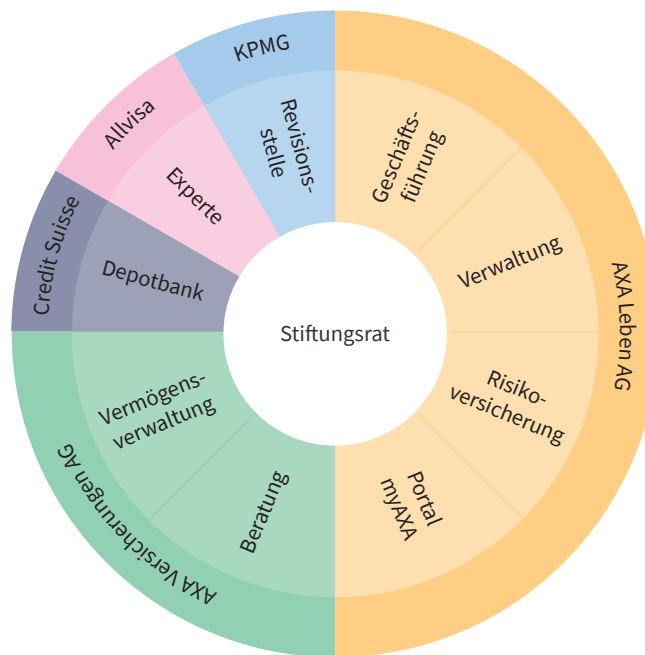 KPMG
Revisions-
stelle
Geschäfts-
führung
Allvisa
Experte
Verwaltung
Credit Suisse
Depotbank
AXA Leben AG
Stiftungsrat
Risiko-
versicherung
Vermögens-
verwaltung
AXA Versicherungen AG
Beratung
Portal
myAXA